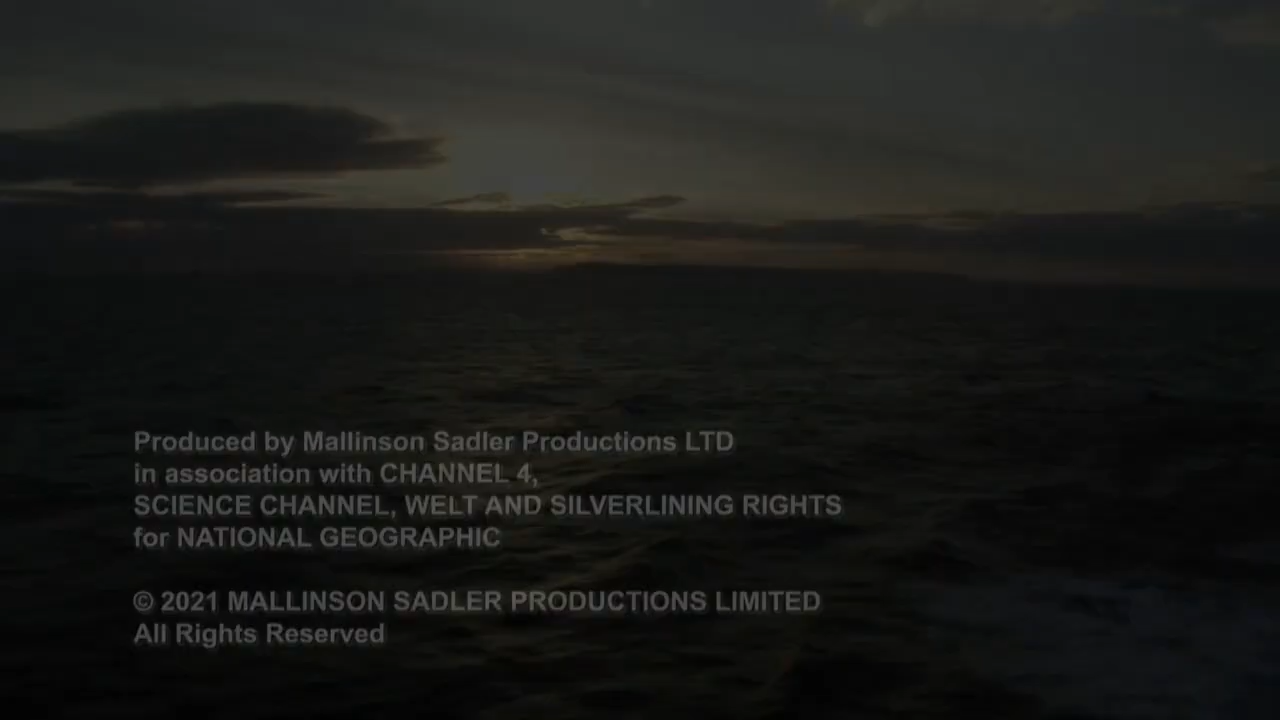 Produced by Mallinson Sadler Productions LTD
in association with CHANNEL 4,
SCIENCE CHANNEL, WELT AND SILVERLINING RIGHTS
for NATIONAL GEOGRAPHIC
© 2021 MALLINSON SADLER PRODUCTIONS LIMITED
All Rights Reserved